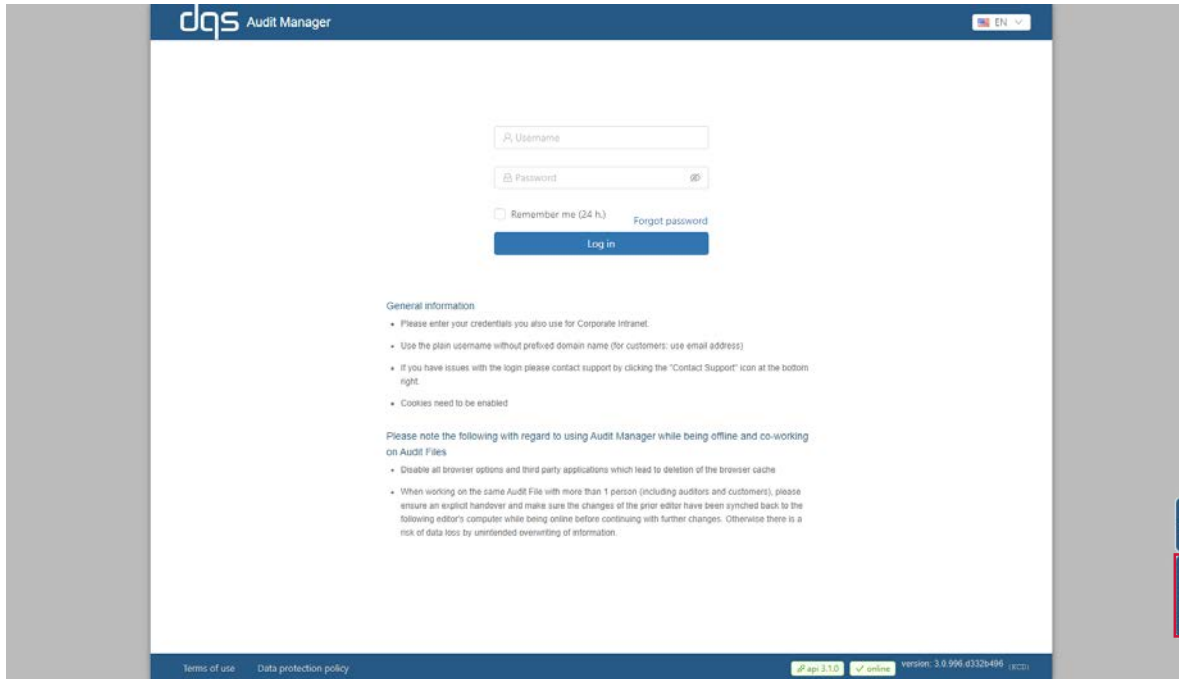 dqs Audit Manager
EN
Username
Password
Remember me (24 h.)
Forgot password
Log in
General information
• Please enter your credentials you also use for Corporate Intranet.
• Use the plain username without prefixed domain name (for customers: use email address)
• If you have issues with the login please contact support by clicking the "Contact Support" icon at the bottom
right.
• Cookies need to be enabled
Please note the following with regard to using Audit Manager while being offline and co-working
on Audit Files
• Disable all browser options and third party applications which lead to deletion of the browser cache
• When working on the same Audit File with more than 1 person (including auditors and customers), please
ensure an explicit handover and make sure the changes of the prior editor have been synched back to the
following editor's computer while being online before continuing with further changes. Otherwise there is a
risk of data loss by unintended overwriting of information.
Terms of use
Data protection policy
api 3.1.0
online
version: 3.0.996.d332b496